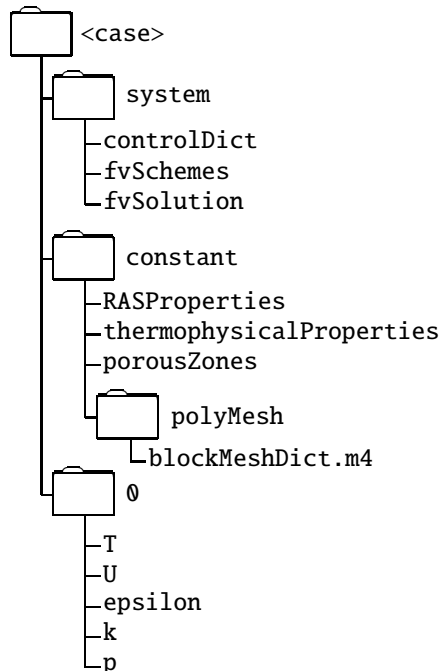 <case>
system
controlDict
fvSchemes
fvSolution
constant
RASProperties
thermophysicalProperties
porousZones
polyMesh
blockMeshDict.m4
0
T
U
epsilon
k
p